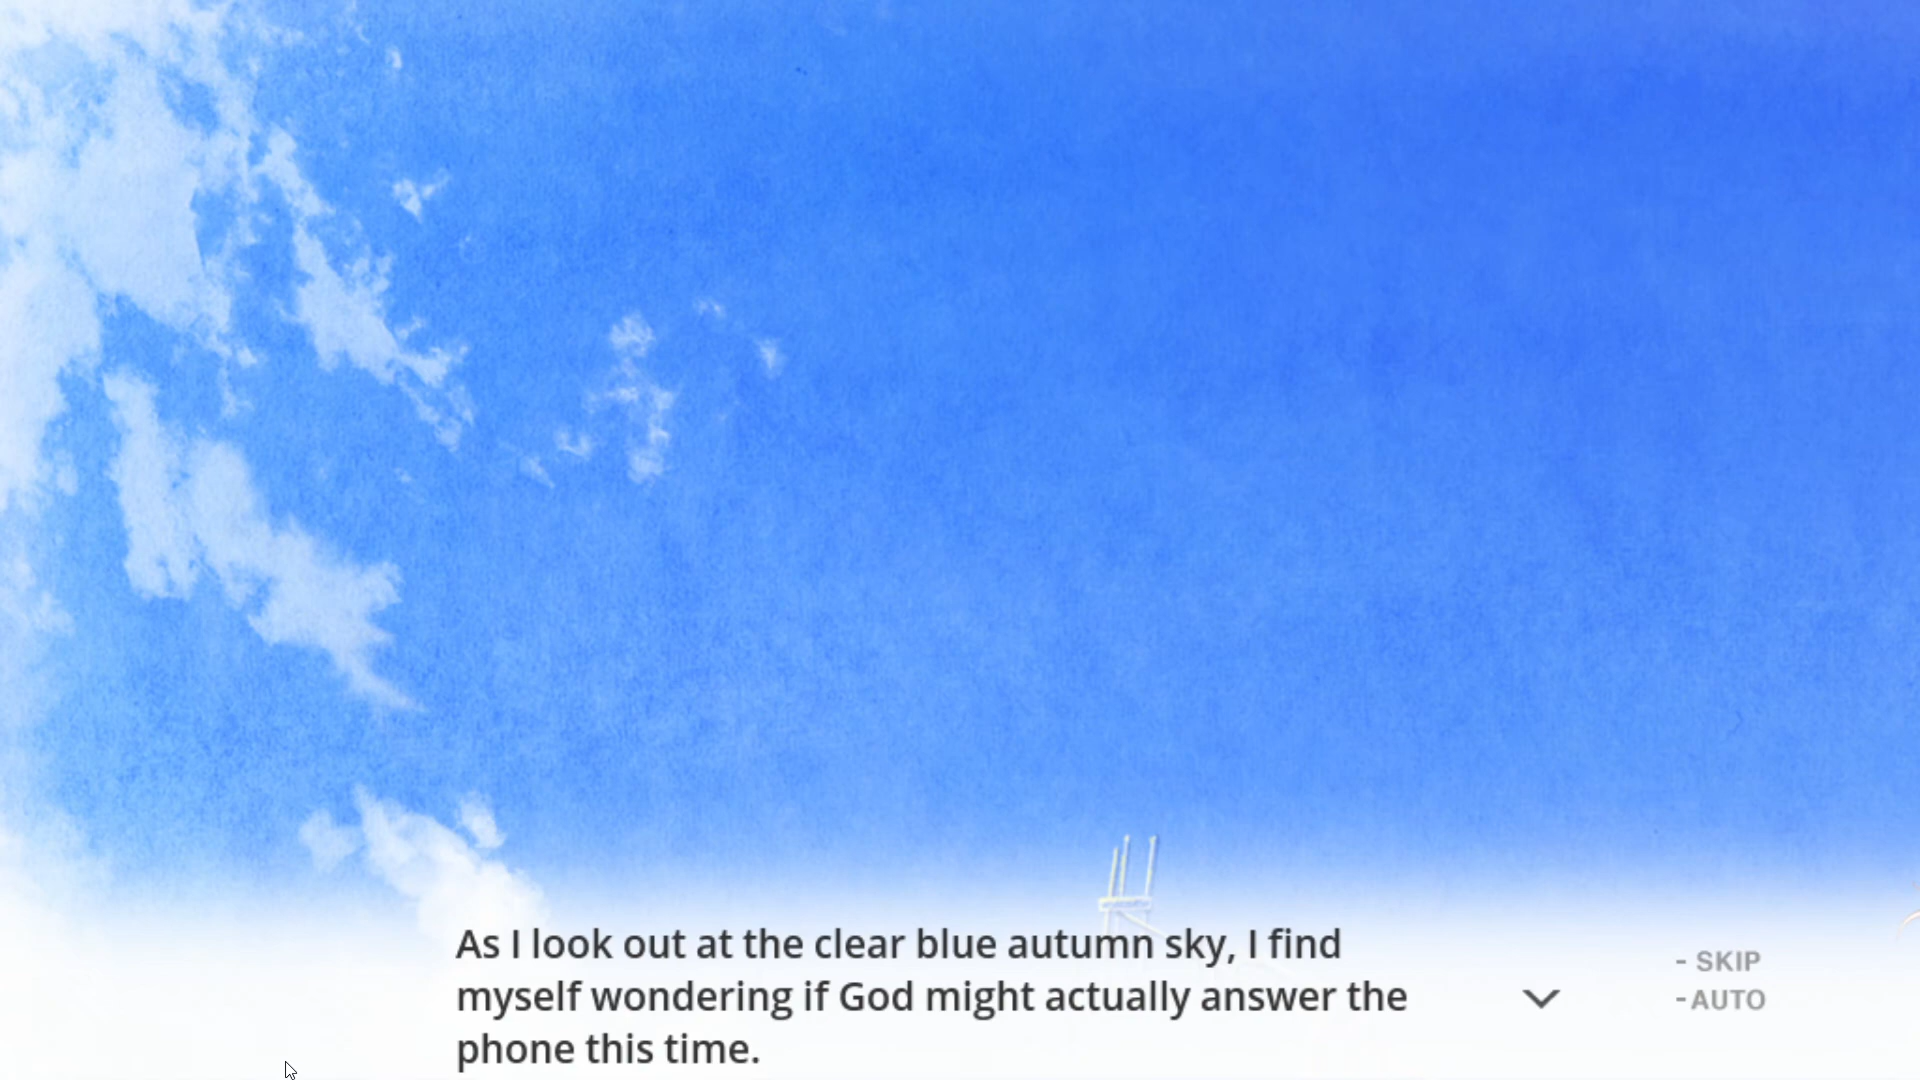 As I look out at the clear blue autumn sky, I find
myself wondering if God might actually answer the
phone this time.
- SKIP
- AUTO